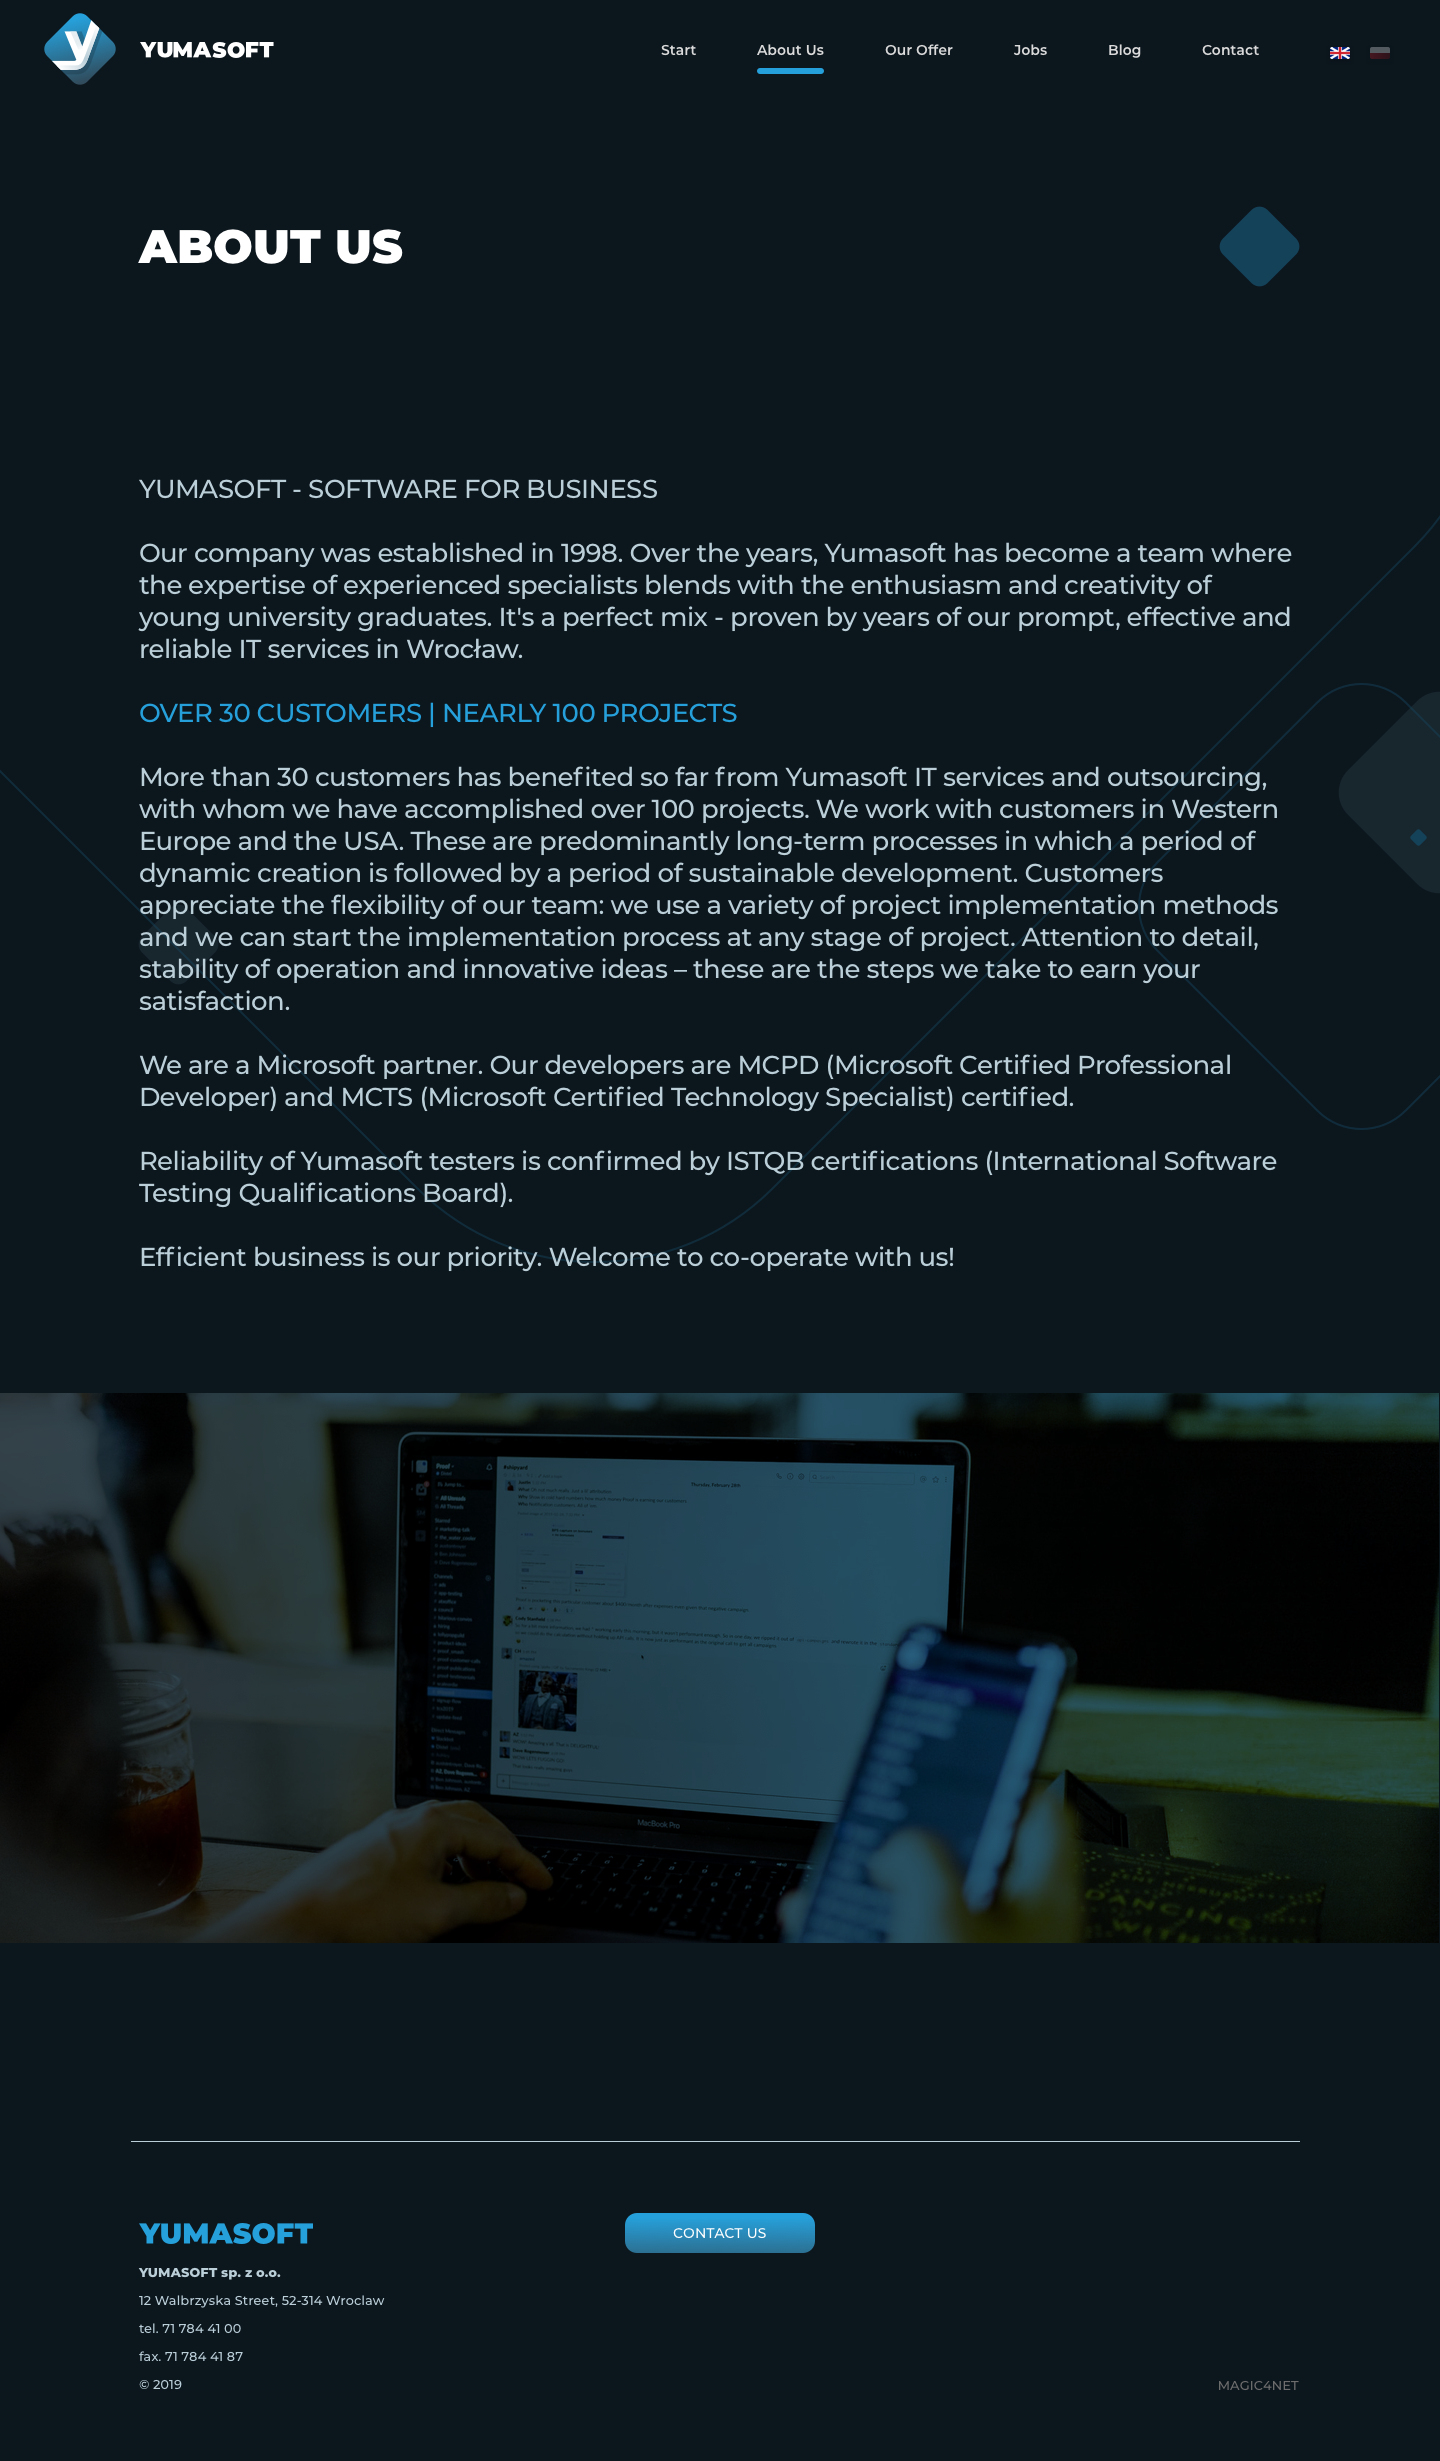 YUMASOFT
Start
About Us
Our Offer
Jobs
Blog
Contact
ABOUT US
YUMASOFT - SOFTWARE FOR BUSINESS
Our company was established in 1998. Over the years, Yumasoft has become a team where
the expertise of experienced specialists blends with the enthusiasm and creativity of
young university graduates. It's a perfect mix - proven by years of our prompt, effective and
reliable IT services in Wrocław.
OVER 30 CUSTOMERS | NEARLY 100 PROJECTS
More than 30 customers has benefited so far from Yumasoft IT services and outsourcing,
with whom we have accomplished over 100 projects. We work with customers in Western
Europe and the USA. These are predominantly long-term processes in which a period of
dynamic creation is followed by a period of sustainable development. Customers
appreciate the flexibility of our team: we use a variety of project implementation methods
and we can start the implementation process at any stage of project. Attention to detail,
stability of operation and innovative ideas – these are the steps we take to earn your
satisfaction.
We are a Microsoft partner. Our developers are MCPD (Microsoft Certified Professional
Developer) and MCTS (Microsoft Certified Technology Specialist) certified.
Reliability of Yumasoft testers is confirmed by ISTQB certifications (International Software
Testing Qualifications Board).
Efficient business is our priority. Welcome to co-operate with us!
#shipyard
Thursday, February 28th
All threads
Channels
MacBook Pro
DANCING
WITH
YUMASOFT
CONTACT US
YUMASOFT sp. z o.o.
12 Walbrzyska Street, 52-314 Wroclaw
tel. 71 784 41 00
fax. 71 784 41 87
© 2019
MAGIC4NET